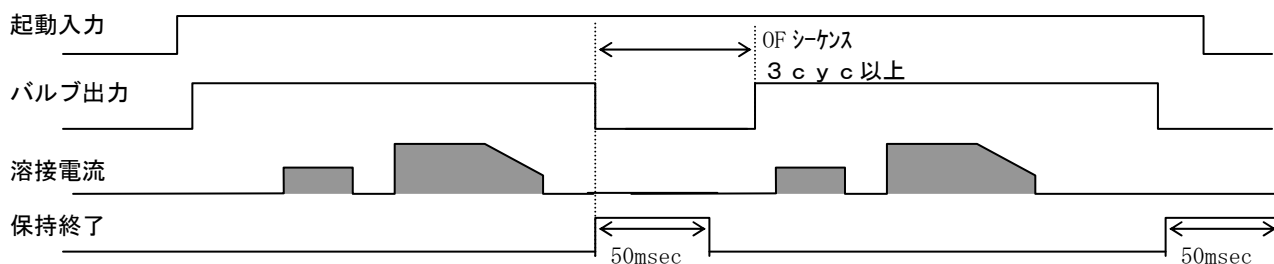 起動入力
OF シーケンス
３ｃｙｃ以上
バルブ出力
溶接電流
保持終了
50msec
50msec